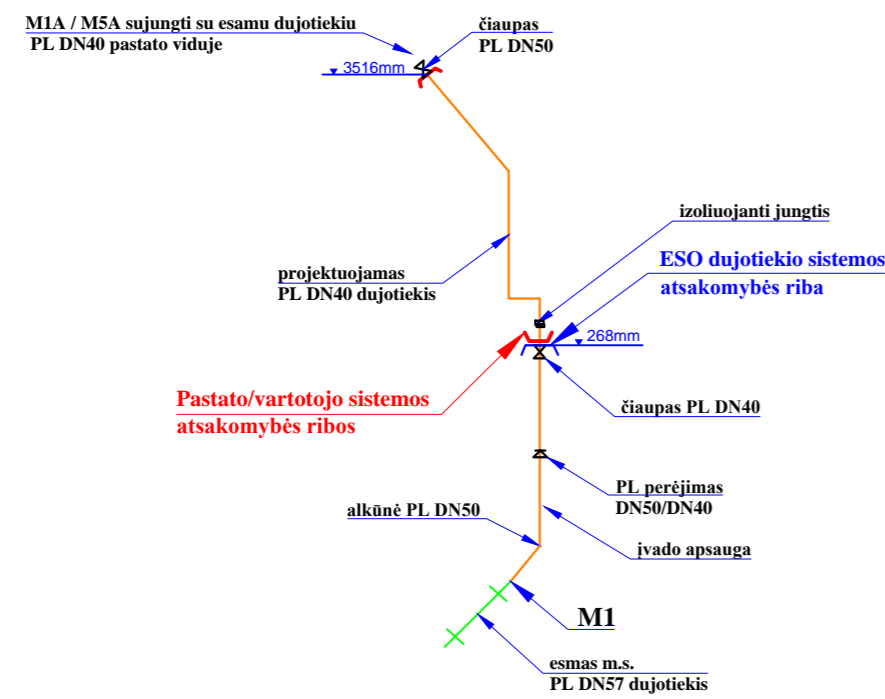 M1A / M5A sujungti su esamu dujotiekiu
PL DN40 pastato viduje
čiaupas
PL DN50
3516mm
izoliuojanti jungtis
ESO dujotiekio sistemos
atsakomybės riba
projektuojamas
PL DN40 dujotiekis
268mm
Pastato/vartotojo sistemos
atsakomybės ribos
čiaupas PL DN40
PL perėjimas
DN50/DN40
alkūnė PL DN50
įvado apsauga
M1
esmas m.s.
PL DN57 dujotiekis